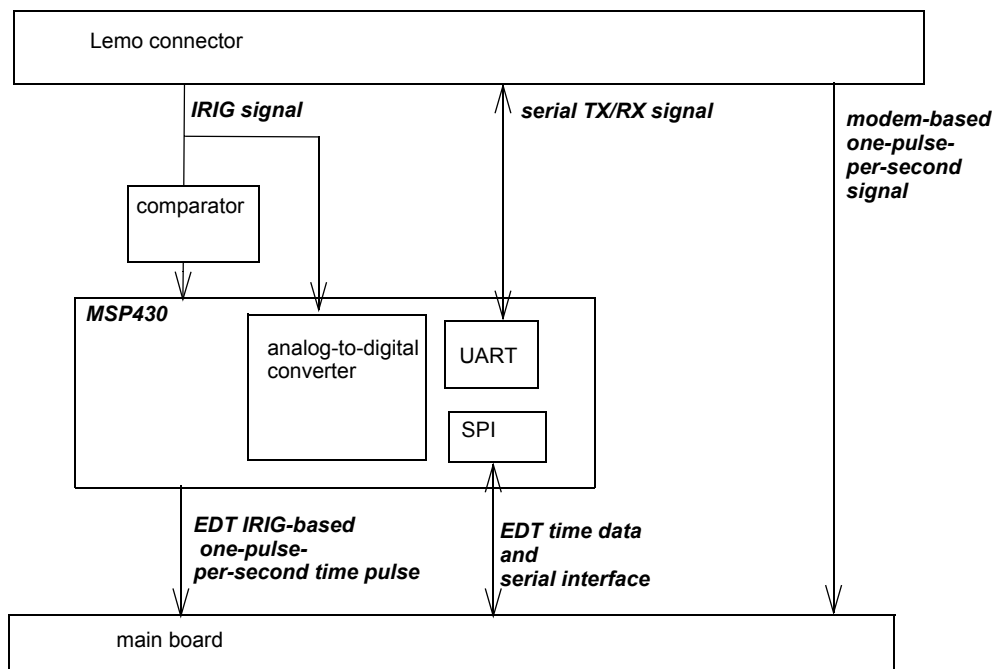 Lemo connector
IRIG signal
serial TX/RX signal
modem-based
one-pulse-
per-second
signal
comparator
MSP430
analog-to-digital
converter
UART
SPI
EDT IRIG-based
one-pulse-
per-second time pulse
EDT time data
and
serial interface
main board